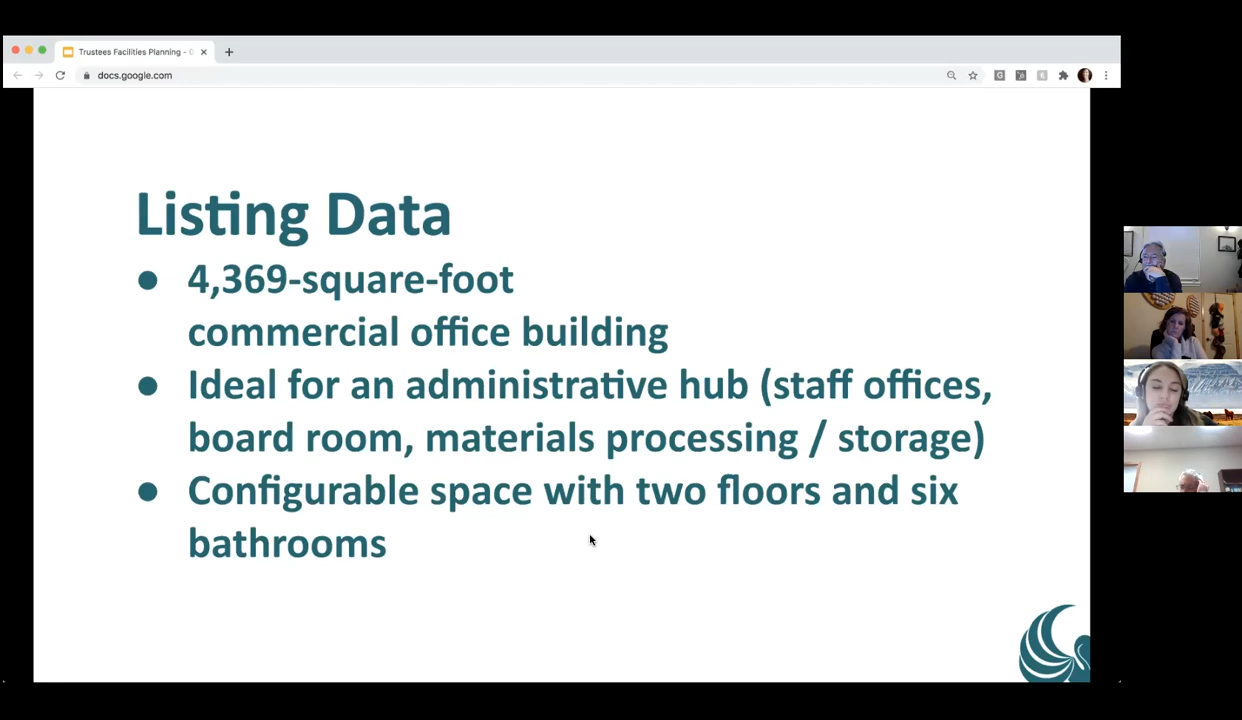 Trustees Facilities Planning -
docs.google.com
Listing Data
● 4,369-square-foot
commercial office building
● Ideal for an administrative hub (staff offices,
board room, materials processing / storage)
● Configurable space with two floors and six
bathrooms